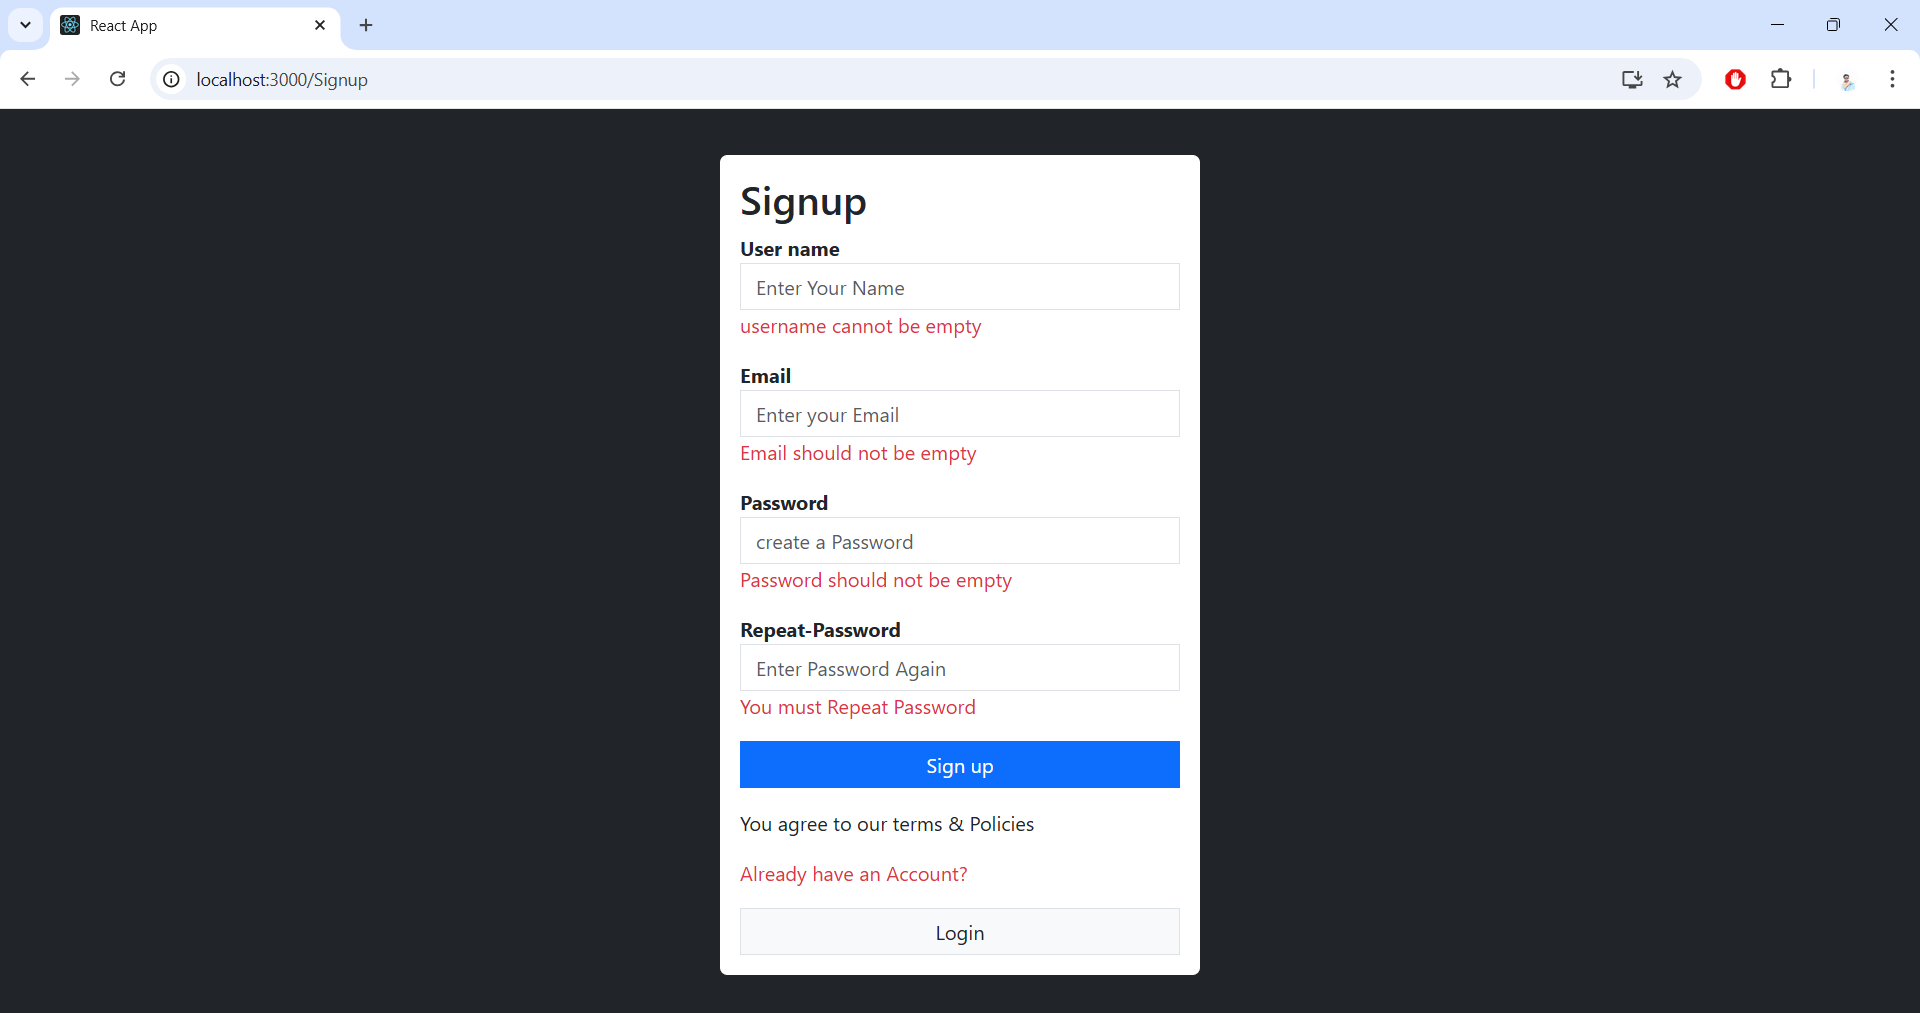 React App
localhost:3000/Signup
Signup
User name
Enter Your Name
username cannot be empty
Email
Enter your Email
Email should not be empty
Password
create a Password
Password should not be empty
Repeat-Password
Enter Password Again
You must Repeat Password
Sign up
You agree to our terms & Policies
Already have an Account?
Login